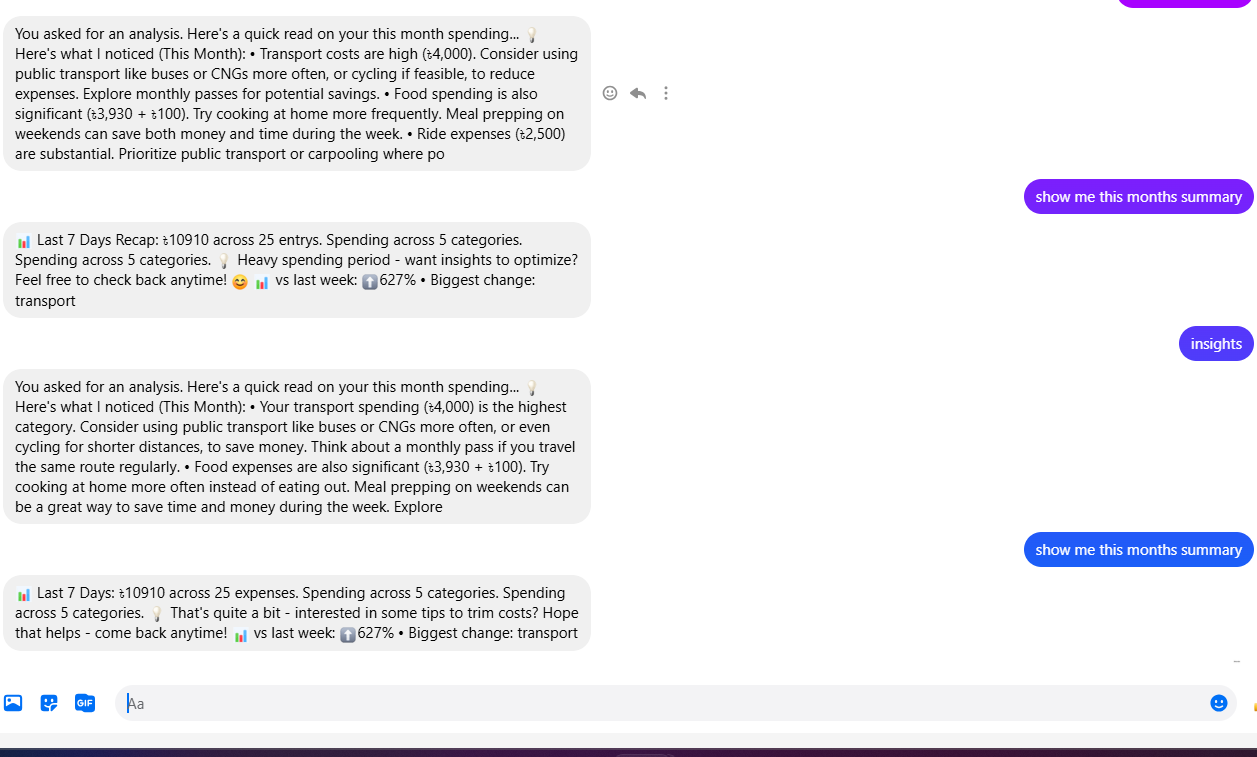 You asked for an analysis. Here's a quick read on your this month spending... 💡
Here's what I noticed (This Month): • Transport costs are high (৳4,000). Consider using
public transport like buses or CNGs more often, or cycling if feasible, to reduce
expenses. Explore monthly passes for potential savings. • Food spending is also
significant (৳3,930 + ৳100). Try cooking at home more frequently. Meal prepping on
weekends can save both money and time during the week. • Ride expenses (৳2,500)
are substantial. Prioritize public transport or carpooling where po
show me this months summary
📊 Last 7 Days Recap: ৳10910 across 25 entrys. Spending across 5 categories.
Spending across 5 categories. 💡 Heavy spending period - want insights to optimize?
Feel free to check back anytime! 😊 📊 vs last week: ⬆️627% • Biggest change:
transport
insights
You asked for an analysis. Here's a quick read on your this month spending... 💡
Here's what I noticed (This Month): • Your transport spending (৳4,000) is the highest
category. Consider using public transport like buses or CNGs more often, or even
cycling for shorter distances, to save money. Think about a monthly pass if you travel
the same route regularly. • Food expenses are also significant (৳3,930 + ৳100). Try
cooking at home more often instead of eating out. Meal prepping on weekends can
be a great way to save time and money during the week. Explore
show me this months summary
📊 Last 7 Days: ৳10910 across 25 expenses. Spending across 5 categories. Spending
across 5 categories. 💡 That's quite a bit - interested in some tips to trim costs? Hope
that helps - come back anytime! 📊 vs last week: ⬆️627% • Biggest change: transport
GIF
Aa